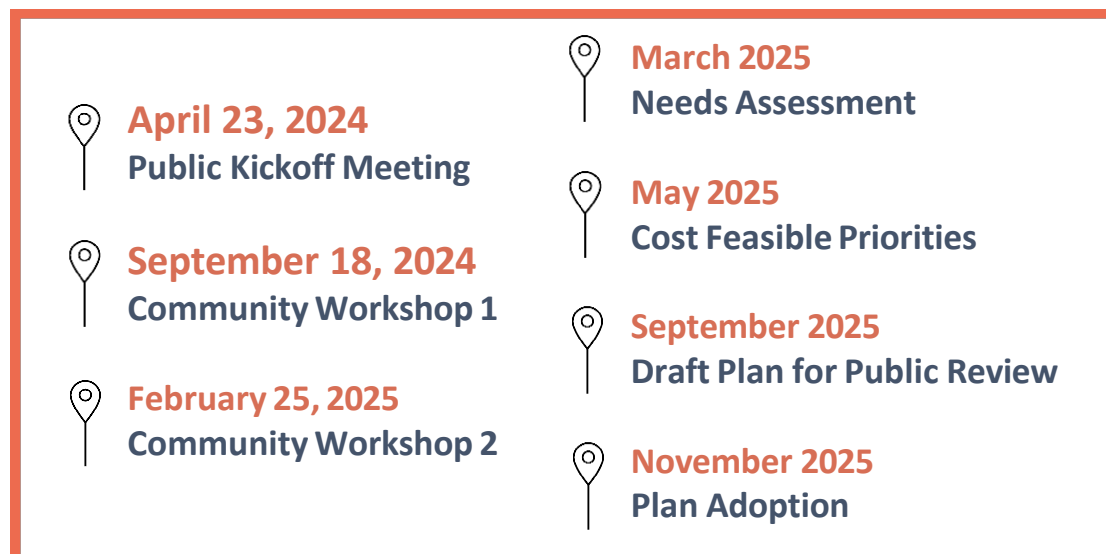 April 23, 2024
Public Kickoff Meeting
September 18, 2024
Community Workshop 1
February 25, 2025
Community Workshop 2
March 2025
Needs Assessment
May 2025
Cost Feasible Priorities
September 2025
Draft Plan for Public Review
November 2025
Plan Adoption